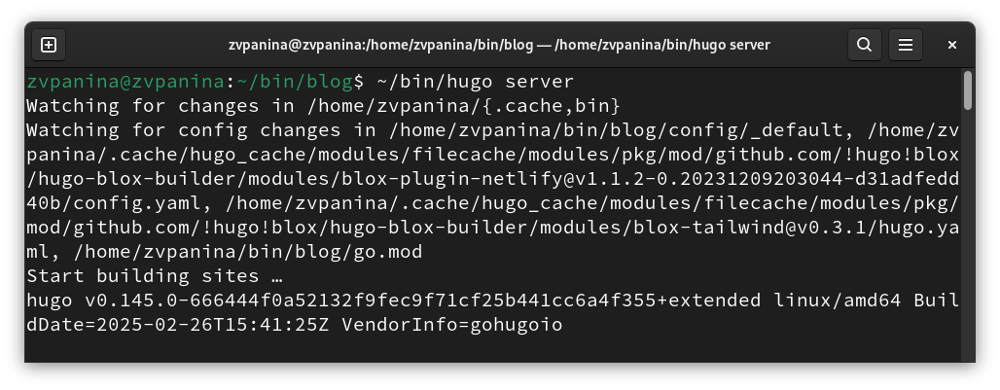 zvpanina@zvpanina:/home/zvpanina/bin/blog — /home/zvpanina/bin/hugo server
zvpanina@zvpanina:~/bin/blog$ ~/bin/hugo server
Watching for changes in /home/zvpanina/{.cache,bin}
Watching for config changes in /home/zvpanina/bin/blog/config/_default, /home/zv
panina/.cache/hugo_cache/modules/filecache/modules/pkg/mod/github.com/!hugo!blox
/hugo-blox-builder/modules/blox-plugin-netlify@v1.1.2-0.20231209203044-d31adfedd
40b/config.yaml, /home/zvpanina/.cache/hugo_cache/modules/filecache/modules/pkg/
mod/github.com/!hugo!blox/hugo-blox-builder/modules/blox-tailwind@v0.3.1/hugo.ya
ml, /home/zvpanina/bin/blog/go.mod
Start building sites …
hugo v0.145.0-666444f0a52132f9fec9f71cf25b441cc6a4f355+extended linux/amd64 Buil
dDate=2025-02-26T15:41:25Z VendorInfo=gohugoio